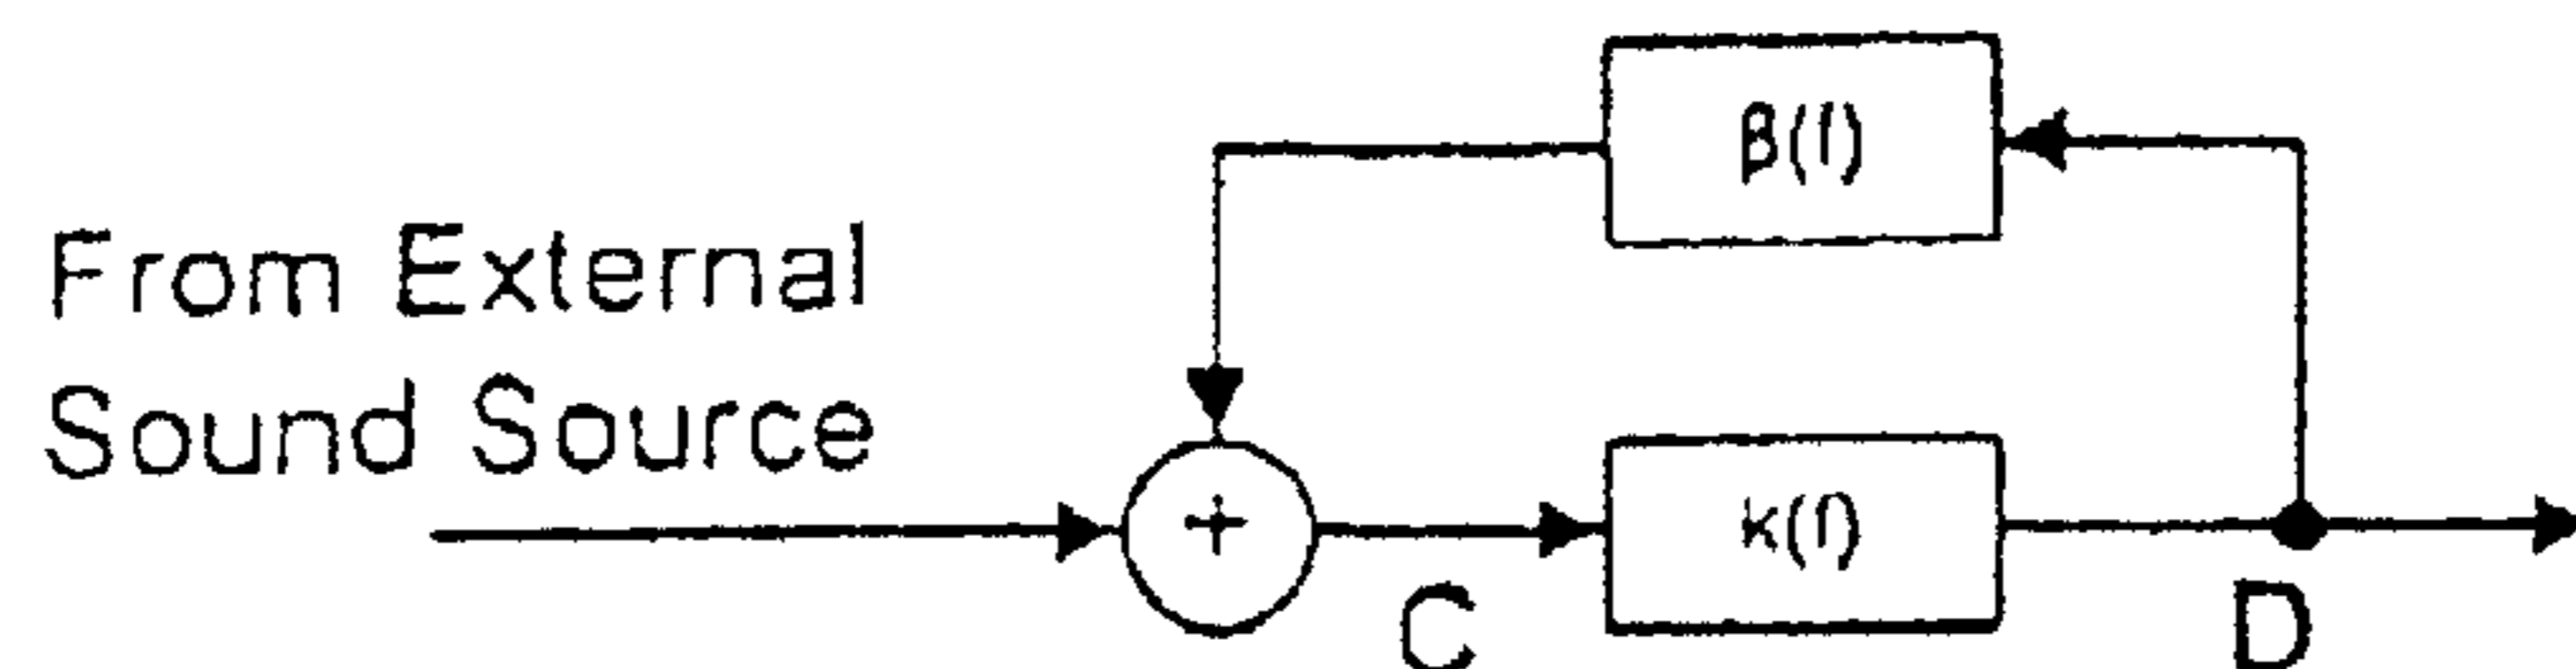 β(f)
From External
Sound Source
+
k(f)
C
D